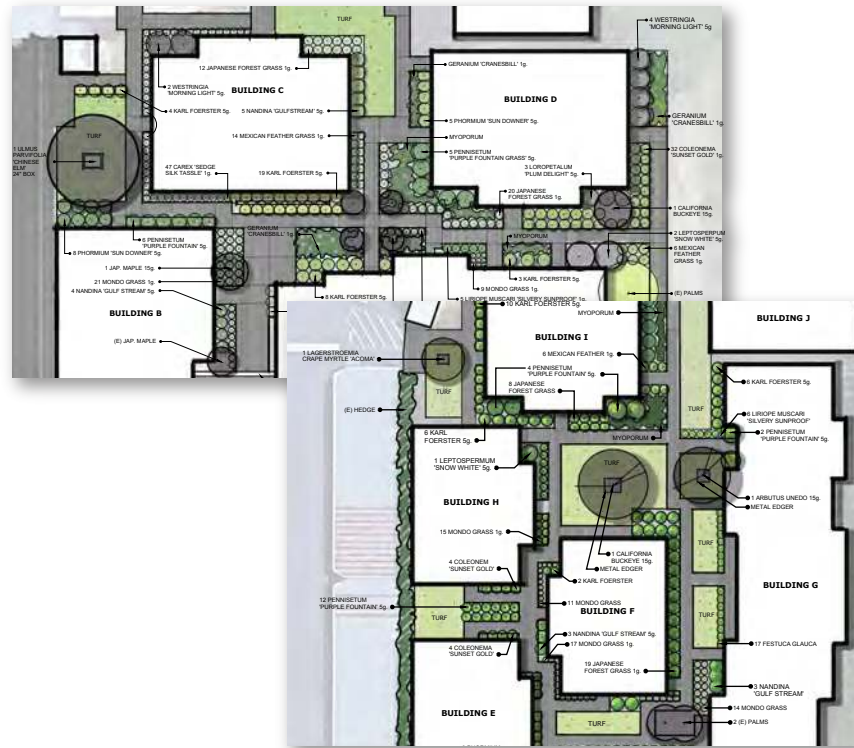 TURF
4 WESTRINGIA
'MORNING LIGHT' 5g
12 JAPANESE FOREST GRASS 1g.
GERANIUM 'CRANESBILL' 1g.
BUILDING C
2 WESTRINGIA
'MORNING LIGHT' 5g.
BUILDING D
4 KARL FOERSTER 5g.
5 NANDINA 'GULFSTREAM' 5g.
5 PHORMIUM 'SUN DOWNER' 5g.
GERANIUM
'CRANESBILL' 1g.
TURF
14 MEXICAN FEATHER GRASS 1g.
MYOPORUM
1 ULMUS
PARVIFOLIA
'CHINESE
ELM'
24" BOX
5 PENNISETUM
'PURPLE FOUNTAIN GRASS' 5g.
32 COLEONEMA
'SUNSET GOLD' 1g.
47 CAREX 'SEDGE
SILK TASSLE' 1g.
19 KARL FOERSTER 5g.
3 LOROPETALUM
'PLUM DELIGHT' 5g.
20 JAPANESE
FOREST GRASS 1g.
1 CALIFORNIA
BUCKEYE 15g.
GERANIUM
'CRANESBILL' 1g.
2 LEPTOSPERPUM
'SNOW WHITE' 5g.
6 PENNISETUM
'PURPLE FOUNTAIN' 5g.
8 PHORMIUM 'SUN DOWNER' 5g.
MYOPORUM
6 MEXICAN
FEATHER
GRASS 1g.
1 JAP. MAPLE 15g.
3 KARL FOERSTER 5g.
21 MONDO GRASS 1g.
9 MONDO GRASS 1g.
4 NANDINA 'GULF STREAM' 5g.
8 KARL FOERSTER 5g.
5 LIRIOPE MUSCARI 'SILVERY SUNPROOF' 1g.
(E) PALMS
BUILDING B
(E) JAP. MAPLE
10 KARL FOERSTER 5g.
MYOPORUM
BUILDING J
BUILDING I
1 LAGERSTROEMIA
CRAPE MYRTLE 'ACOMA'
6 MEXICAN FEATHER 1g.
4 PENNISETUM
'PURPLE FOUNTAIN' 5g.
8 JAPANESE
FOREST GRASS
6 KARL FOERSTER 5g.
TURF
TURF
(E) HEDGE
6 LIRIOPE MUSCARI
'SILVERY SUNPROOF'
2 PENNISETUM
'PURPLE FOUNTAIN' 5g.
6 KARL
FOERSTER 5g.
MYOPORUM
1 LEPTOSPERMUM
'SNOW WHITE' 5g.
TURF
TURF
BUILDING H
1 ARBUTUS UNEDO 15g.
METAL EDGER
15 MONDO GRASS 1g.
TURF
1 CALIFORNIA
BUCKEYE 15g.
METAL EDGER
4 COLEONEM
'SUNSET GOLD'
2 KARL FOERSTER
BUILDING G
12 PENNISETUM
'PURPLE FOUNTAIN' 5g.
11 MONDO GRASS
TURF
BUILDING F
TURF
3 NANDINA 'GULF STREAM' 5g.
4 COLEONEMA
'SUNSET GOLD'
17 MONDO GRASS 1g.
17 FESTUCA GLAUCA
19 JAPANESE
FOREST GRASS 1g.
3 NANDINA
'GULF STREAM'
BUILDING E
14 MONDO GRASS
TURF
2 (E) PALMS